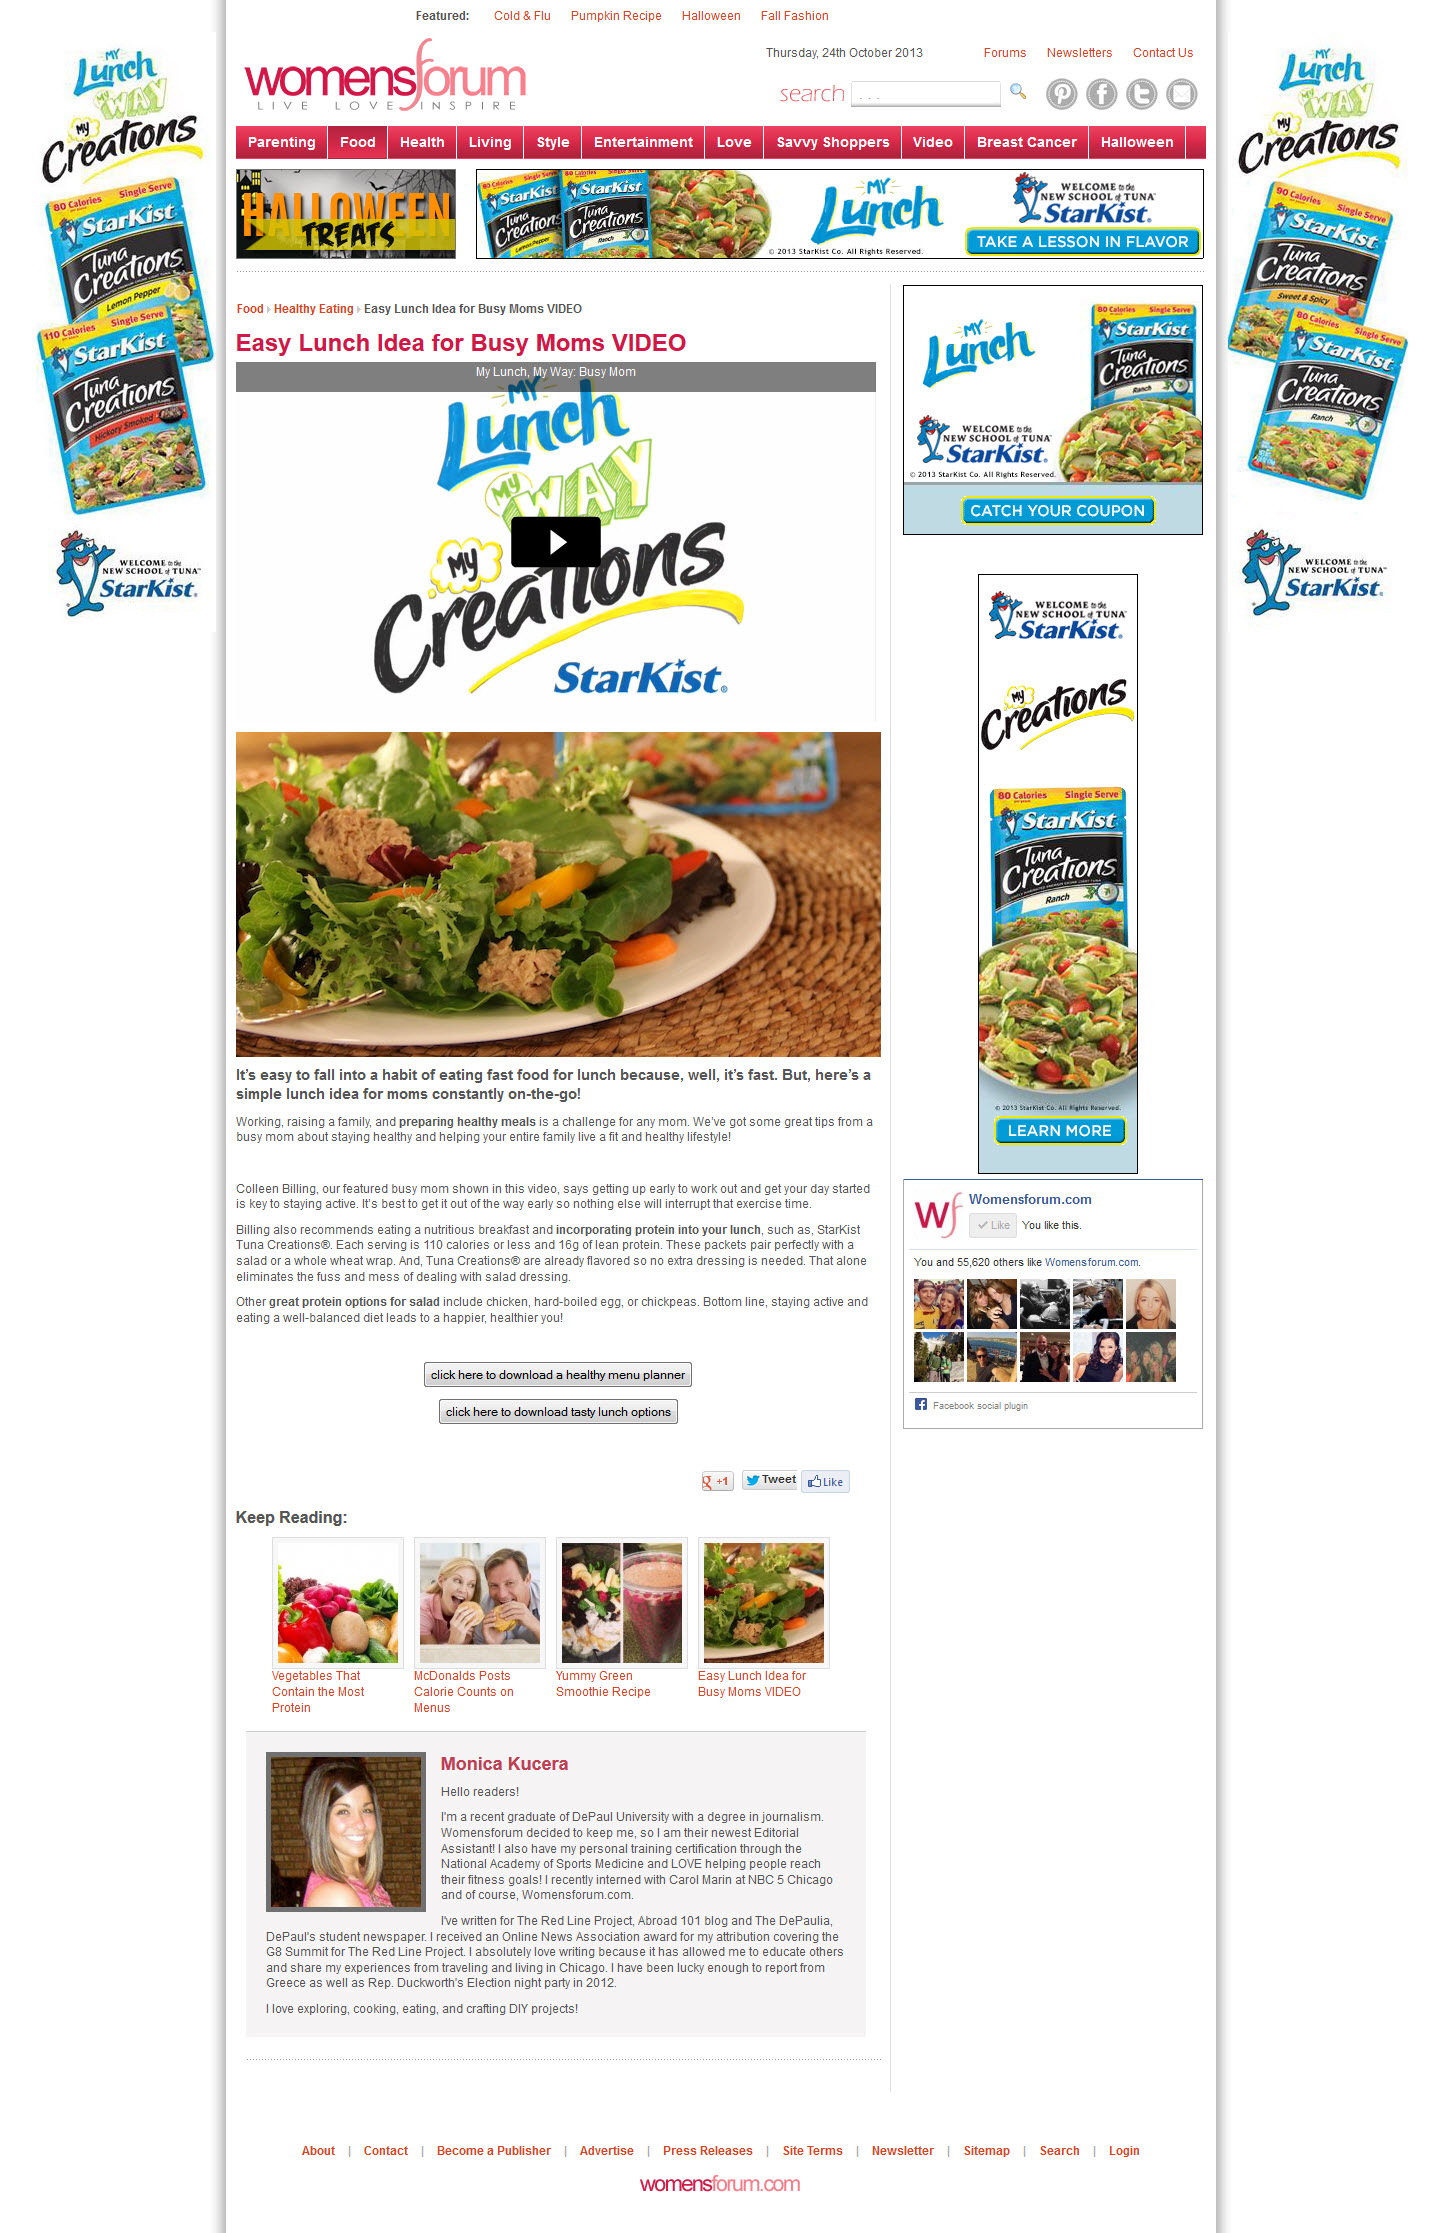 Featured: Cold & Flu Pumpkin Recipe Halloween Fall Fashion
womensforum
LIVE LOVE INSPIRE
Thursday, 24th October 2013
Forums Newsletters Contact Us
search ...
Parenting Food Health Living Style Entertainment Love Savvy Shoppers Video Breast Cancer Halloween
HALLOWEEN
TREATS
80 Calories
StarKist
Tuna
Creations
Lemon Pepper
80 Calories Single Serve
StarKist
Tuna
Creations
Ranch
MY
Lunch
© 2013 StarKist Co. All Rights Reserved.
WELCOME to the
NEW SCHOOL of TUNA
StarKist
TAKE A LESSON IN FLAVOR
MY
Lunch
MY
WAY
MY
Creations
80 Calories Single Serve
StarKist
Tuna
Creations
Lemon Pepper
110 Calories Single Serve
StarKist
Tuna
Creations
Hickory Smoked
WELCOME to the
NEW SCHOOL of TUNA
StarKist
Food Healthy Eating Easy Lunch Idea for Busy Moms VIDEO
Easy Lunch Idea for Busy Moms VIDEO
My Lunch, My Way: Busy Mom
MY
Lunch
MY
WAY
MY
Creations
StarKist®
It's easy to fall into a habit of eating fast food for lunch because, well, it's fast. But, here's a
simple lunch idea for moms constantly on-the-go!
Working, raising a family, and preparing healthy meals is a challenge for any mom. We've got some great tips from a
busy mom about staying healthy and helping your entire family live a fit and healthy lifestyle!
Colleen Billing, our featured busy mom shown in this video, says getting up early to work out and get your day started
is key to staying active. It's best to get it out of the way early so nothing else will interrupt that exercise time.
Billing also recommends eating a nutritious breakfast and incorporating protein into your lunch, such as, StarKist
Tuna Creations®. Each serving is 110 calories or less and 16g of lean protein. These packets pair perfectly with a
salad or a whole wheat wrap. And, Tuna Creations® are already flavored so no extra dressing is needed. That alone
eliminates the fuss and mess of dealing with salad dressing.
Other great protein options for salad include chicken, hard-boiled egg, or chickpeas. Bottom line, staying active and
eating a well-balanced diet leads to a happier, healthier you!
click here to download a healthy menu planner
click here to download tasty lunch options
g +1 Tweet Like
Keep Reading:
Vegetables That
Contain the Most
Protein
McDonalds Posts
Calorie Counts on
Menus
Yummy Green
Smoothie Recipe
Easy Lunch Idea for
Busy Moms VIDEO
Monica Kucera
Hello readers!
I'm a recent graduate of DePaul University with a degree in journalism.
Womensforum decided to keep me, so I am their newest Editorial
Assistant! I also have my personal training certification through the
National Academy of Sports Medicine and LOVE helping people reach
their fitness goals! I recently interned with Carol Marin at NBC 5 Chicago
and of course, Womensforum.com.
I've written for The Red Line Project, Abroad 101 blog and The DePaulia,
DePaul's student newspaper. I received an Online News Association award for my attribution covering the
G8 Summit for The Red Line Project. I absolutely love writing because it has allowed me to educate others
and share my experiences from traveling and living in Chicago. I have been lucky enough to report from
Greece as well as Rep. Duckworth's Election night party in 2012.
I love exploring, cooking, eating, and crafting DIY projects!
MY
Lunch
80 Calories Single Serve
StarKist
Tuna
Creations
Ranch
WELCOME to the
NEW SCHOOL of TUNA
StarKist
© 2013 StarKist Co. All Rights Reserved.
CATCH YOUR COUPON
WELCOME to the
NEW SCHOOL of TUNA
StarKist
MY
Creations
80 Calories Single Serve
StarKist
Tuna
Creations
Ranch
© 2013 StarKist Co. All Rights Reserved.
LEARN MORE
Wf
Womensforum.com
Like You like this.
You and 55,620 others like Womensforum.com.
Facebook social plugin
MY
Lunch
MY
WAY
MY
Creations
90 Calories Single Serve
StarKist
Tuna
Creations
Sweet & Spicy
80 Calories Single Serve
StarKist
Tuna
Creations
Ranch
WELCOME to the
NEW SCHOOL of TUNA
StarKist
About | Contact | Become a Publisher | Advertise | Press Releases | Site Terms | Newsletter | Sitemap | Search | Login
womensforum.com